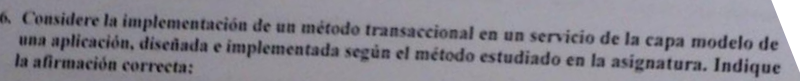 6. Considere la implementación de un método transaccional en un servicio de la capa modelo de
una aplicación, diseñada e implementada según el método estudiado en la asignatura. Indique
la afirmación correcta: